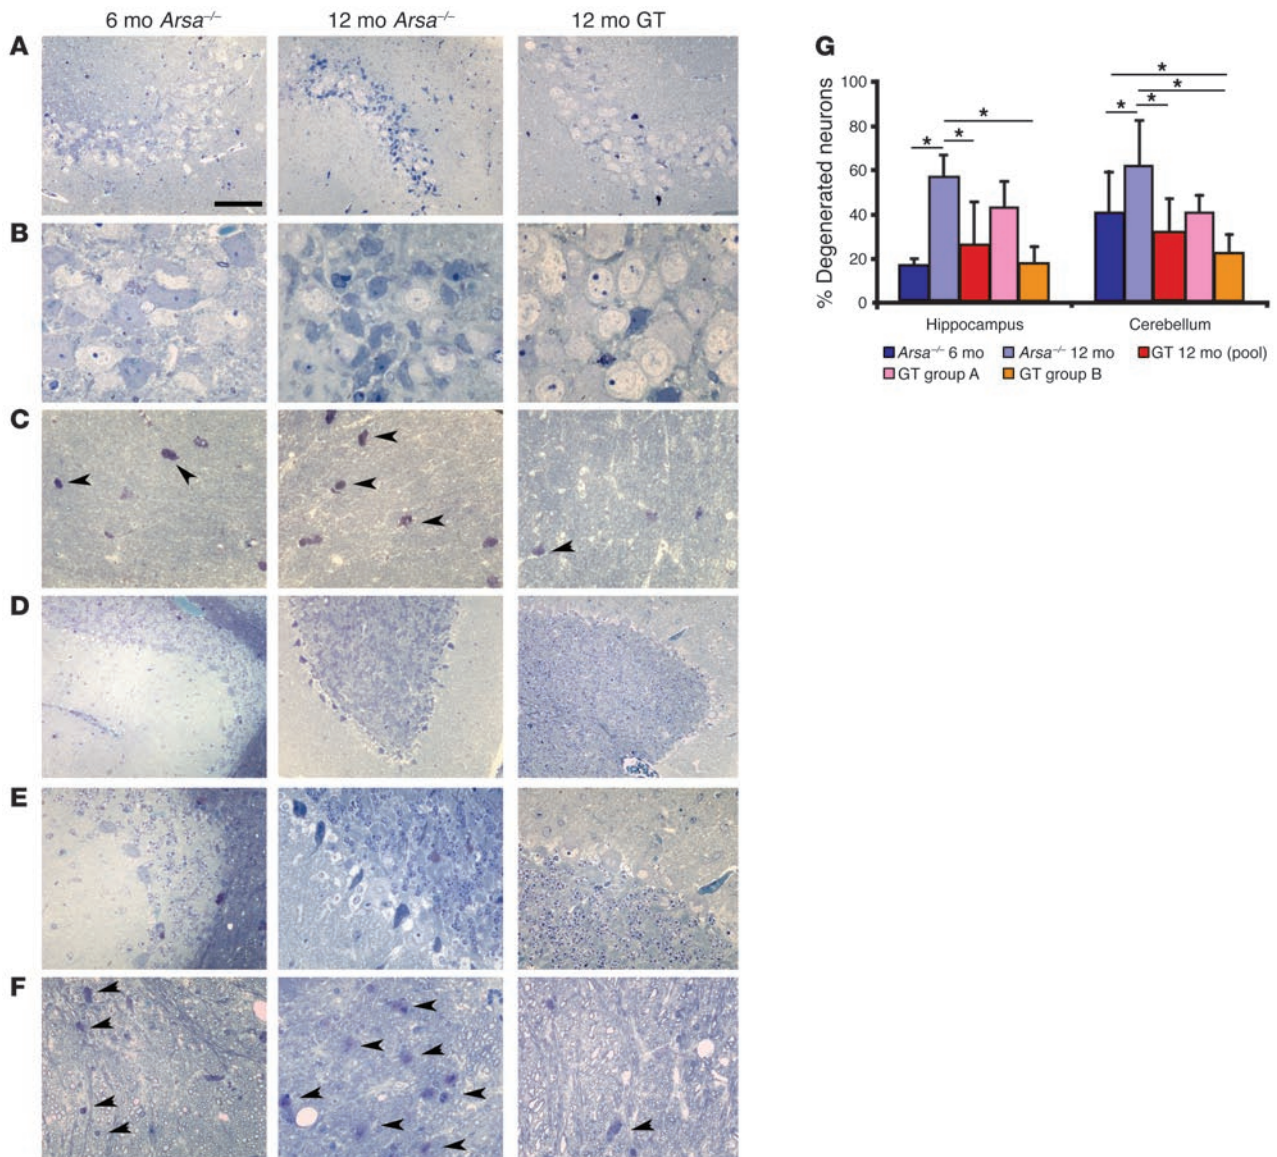 6 mo Arsa⁻/⁻ 12 mo Arsa⁻/⁻ 12 mo GT
A
B
C
D
E
F
G
% Degenerated neurons
100
80
60
40
20
0
* * *
* * * *
Hippocampus Cerebellum
Arsa⁻/⁻ 6 mo Arsa⁻/⁻ 12 mo GT 12 mo (pool)
GT group A GT group B